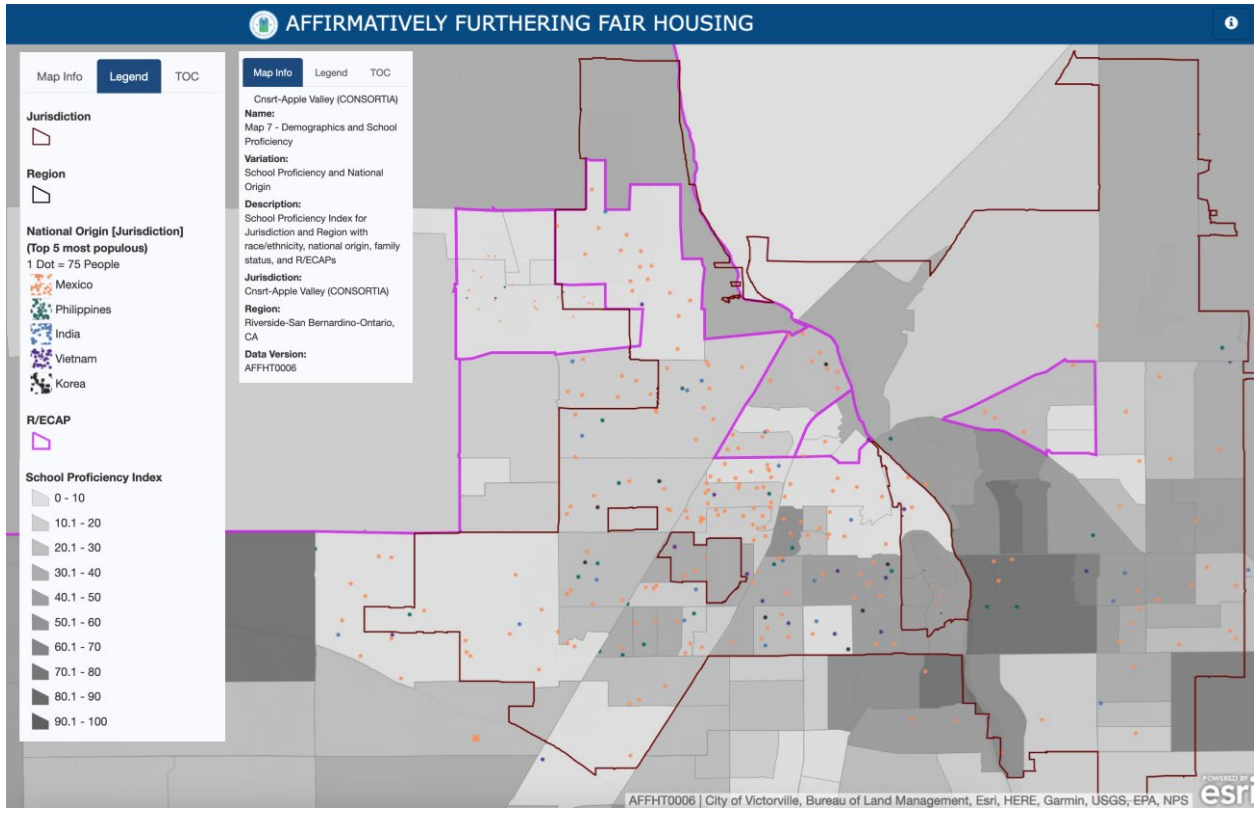 AFFIRMATIVELY FURTHERING FAIR HOUSING
Map Info Legend TOC
Jurisdiction
Region
National Origin [Jurisdiction]
(Top 5 most populous)
1 Dot = 75 People
Mexico
Philippines
India
Vietnam
Korea
R/ECAP
School Proficiency Index
0 - 10
10.1 - 20
20.1 - 30
30.1 - 40
40.1 - 50
50.1 - 60
60.1 - 70
70.1 - 80
80.1 - 90
90.1 - 100
Map Info Legend TOC
Cnsrt-Apple Valley (CONSORTIA)
Name:
Map 7 - Demographics and School
Proficiency
Variation:
School Proficiency and National
Origin
Description:
School Proficiency Index for
Jurisdiction and Region with
race/ethnicity, national origin, family
status, and R/ECAPs
Jurisdiction:
Cnsrt-Apple Valley (CONSORTIA)
Region:
Riverside-San Bernardino-Ontario,
CA
Data Version:
AFFHT0006
AFFHT0006 | City of Victorville, Bureau of Land Management, Esri, HERE, Garmin, USGS, EPA, NPS
POWERED BY
esri